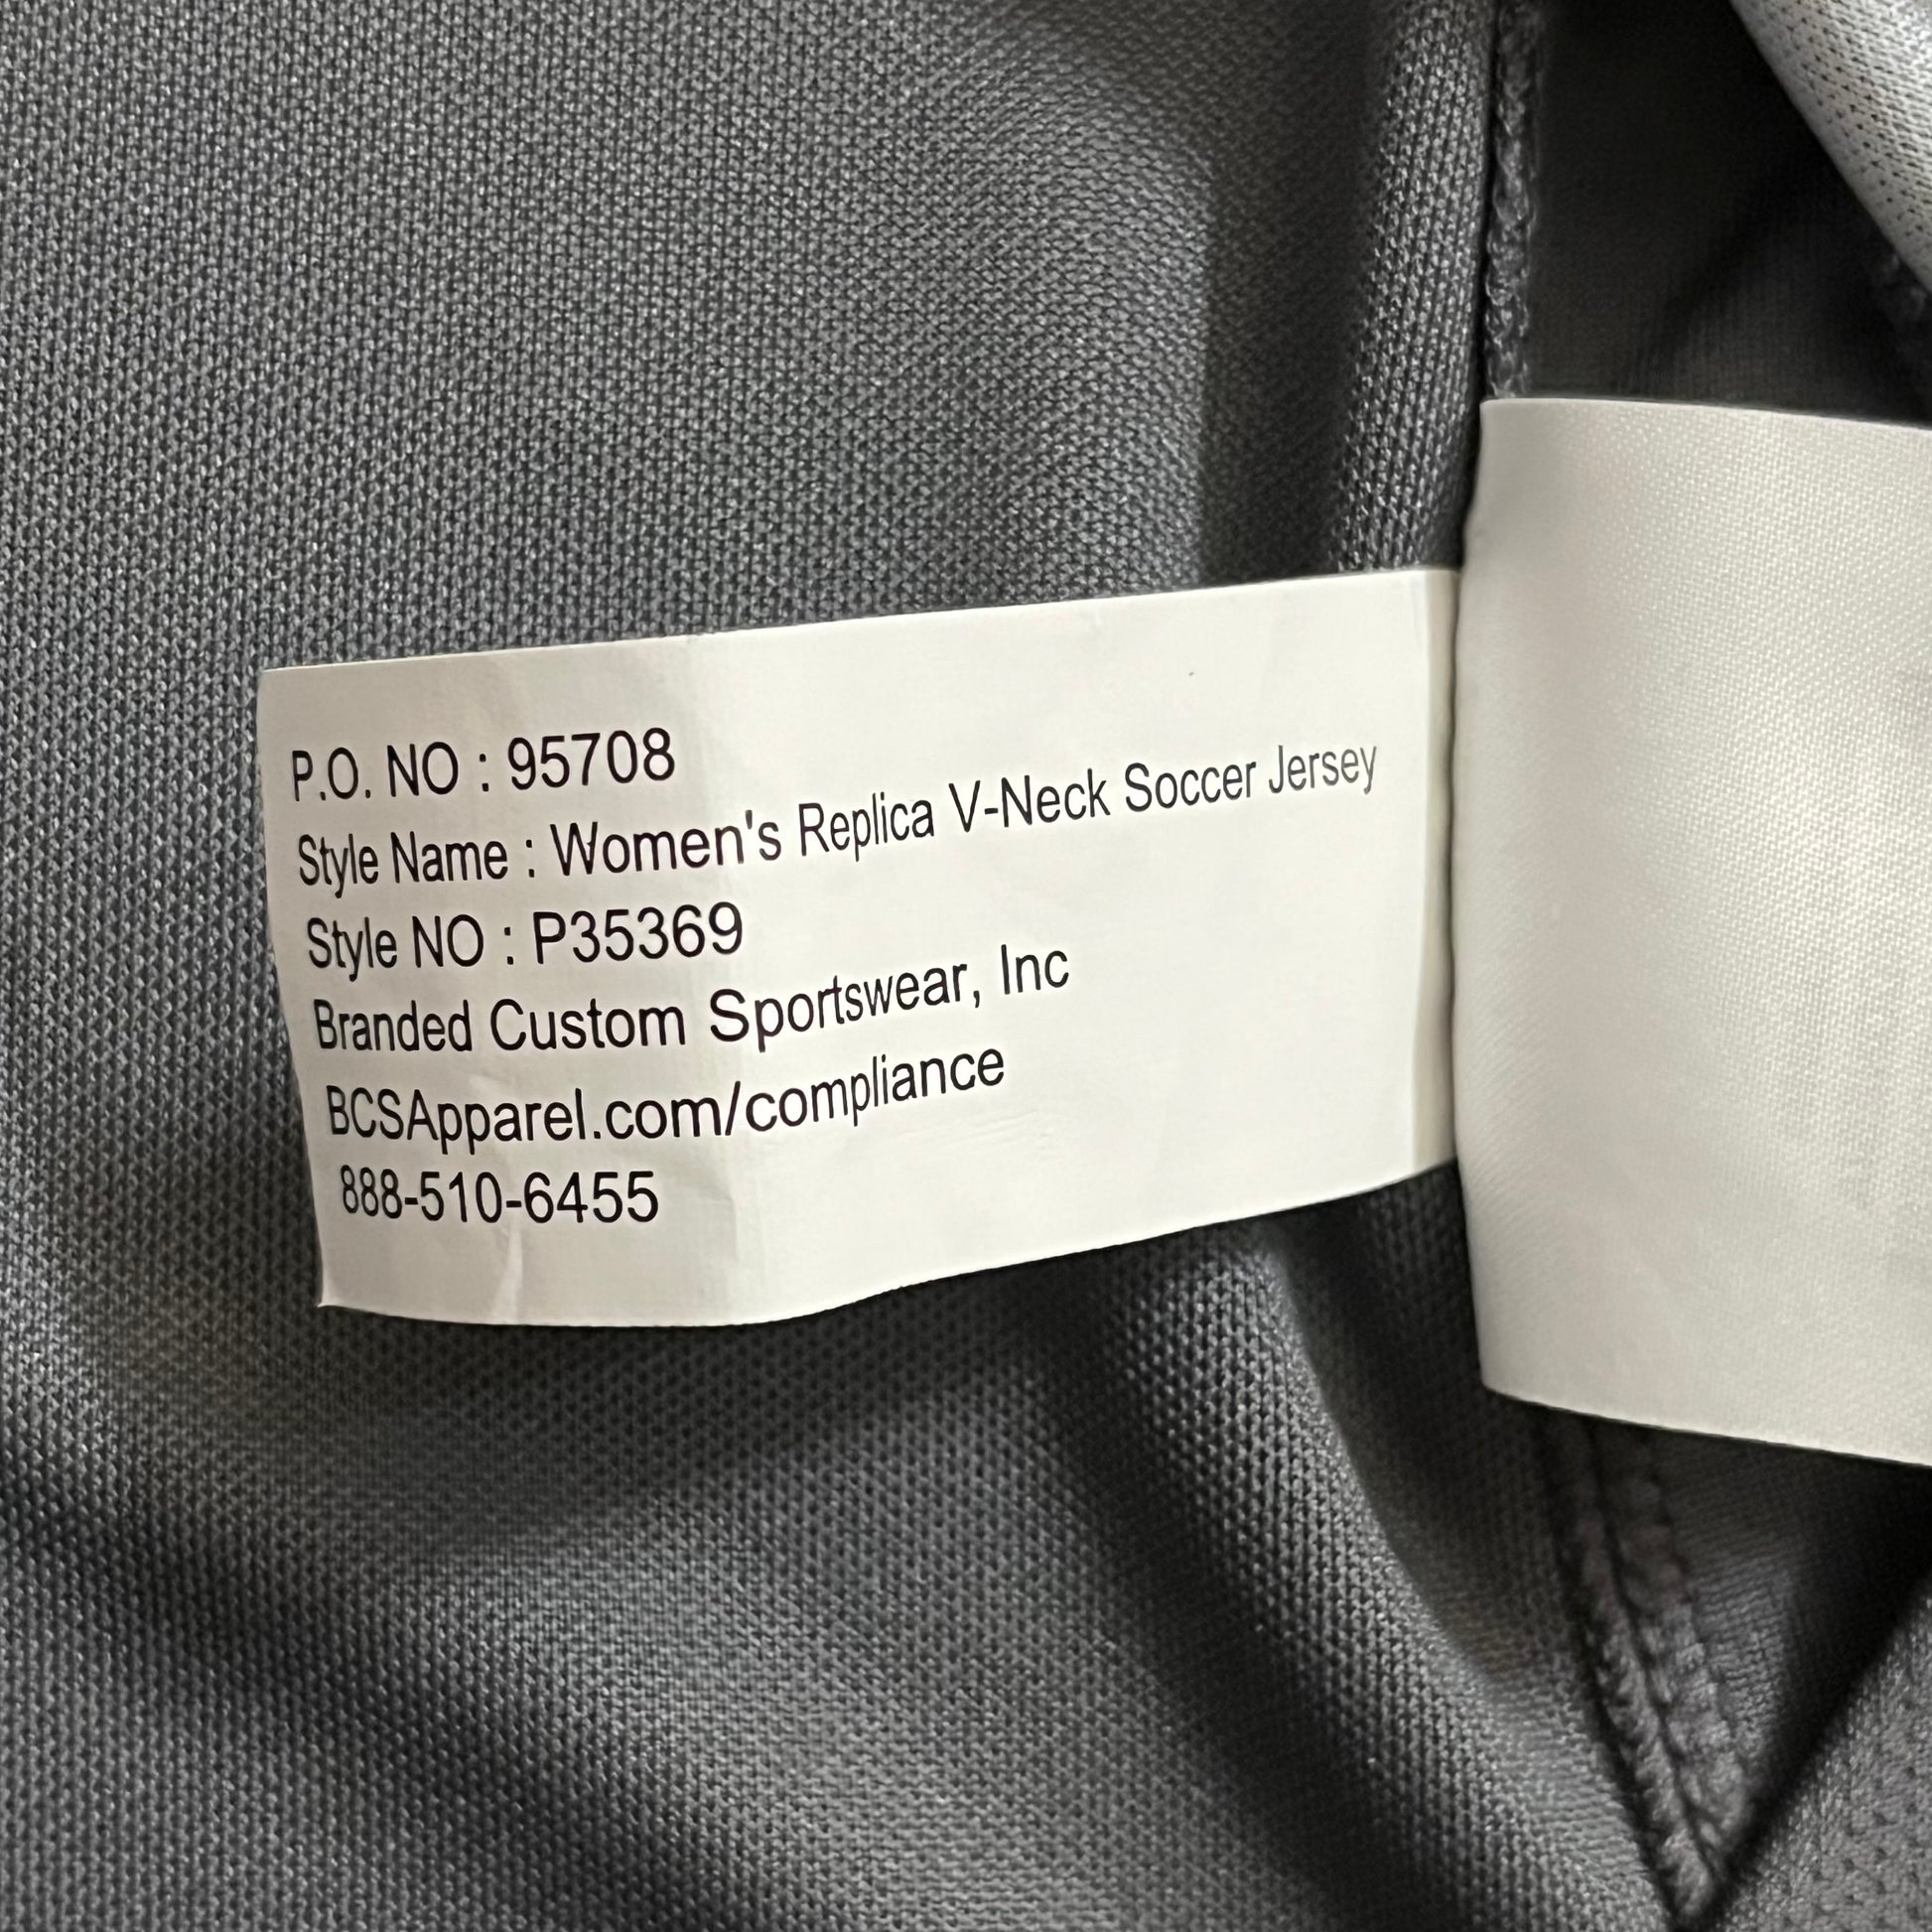 P.O. NO : 95708
Style Name : Women's Replica V-Neck Soccer Jersey
Style NO : P35369
Branded Custom Sportswear, Inc
BCSApparel.com/compliance
888-510-6455